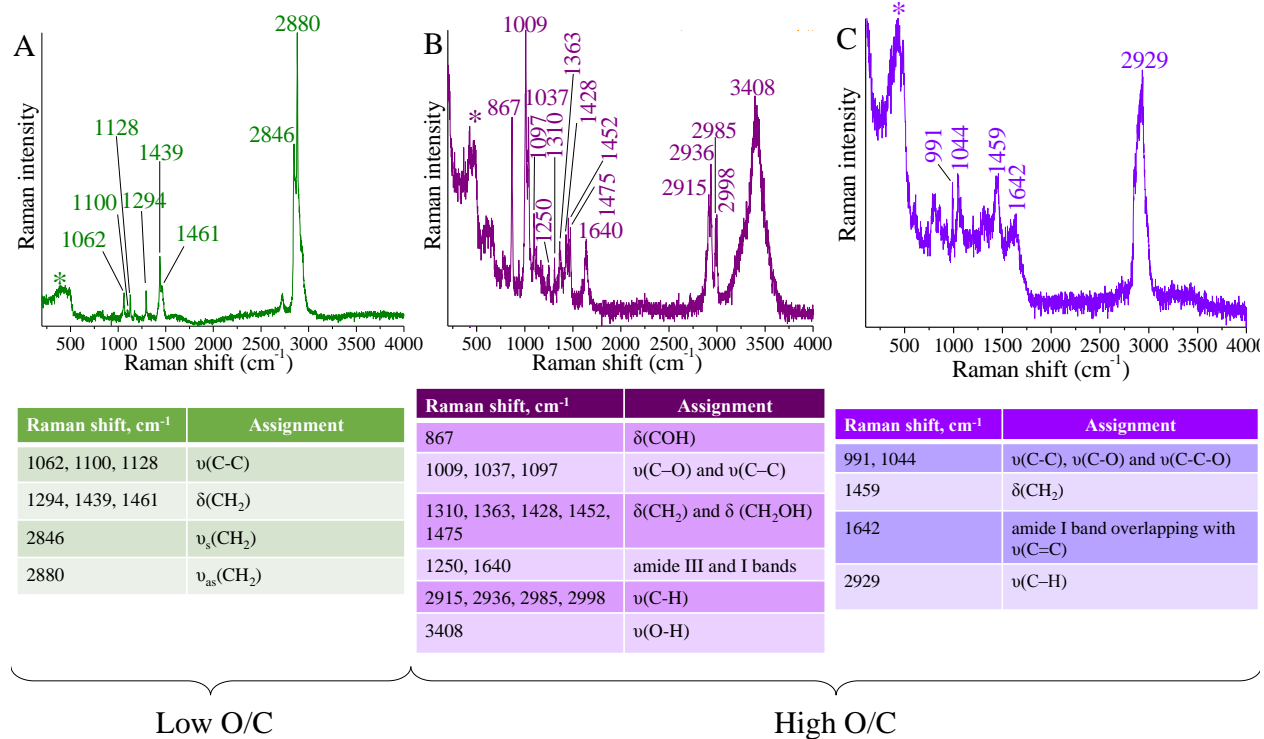 A
Raman intensity
*
1062
1100
1128
1294
1439
1461
2846
2880
500 1000 1500 2000 2500 3000 3500 4000
Raman shift (cm-1)
B
Raman intensity
*
867
1009
1037
1097
1250
1310
1363
1428
1452
1475
1640
2915
2936
2985
2998
3408
500 1000 1500 2000 2500 3000 3500 4000
Raman shift (cm-1)
C
Raman intensity
*
991
1044
1459
1642
2929
500 1000 1500 2000 2500 3000 3500 4000
Raman shift (cm-1)
Raman shift, cm-1 Assignment
1062, 1100, 1128 υ(C-C)
1294, 1439, 1461 δ(CH2)
2846 υs(CH2)
2880 υas(CH2)
Raman shift, cm-1 Assignment
867 δ(COH)
1009, 1037, 1097 υ(C–O) and υ(C–C)
1310, 1363, 1428, 1452, δ(CH2) and δ (CH2OH)
1475
1250, 1640 amide III and I bands
2915, 2936, 2985, 2998 υ(C-H)
3408 υ(O-H)
Raman shift, cm-1 Assignment
991, 1044 υ(C-C), υ(C-O) and υ(C-C-O)
1459 δ(CH2)
1642 amide I band overlapping with
υ(C=C)
2929 υ(C–H)
Low O/C
High O/C